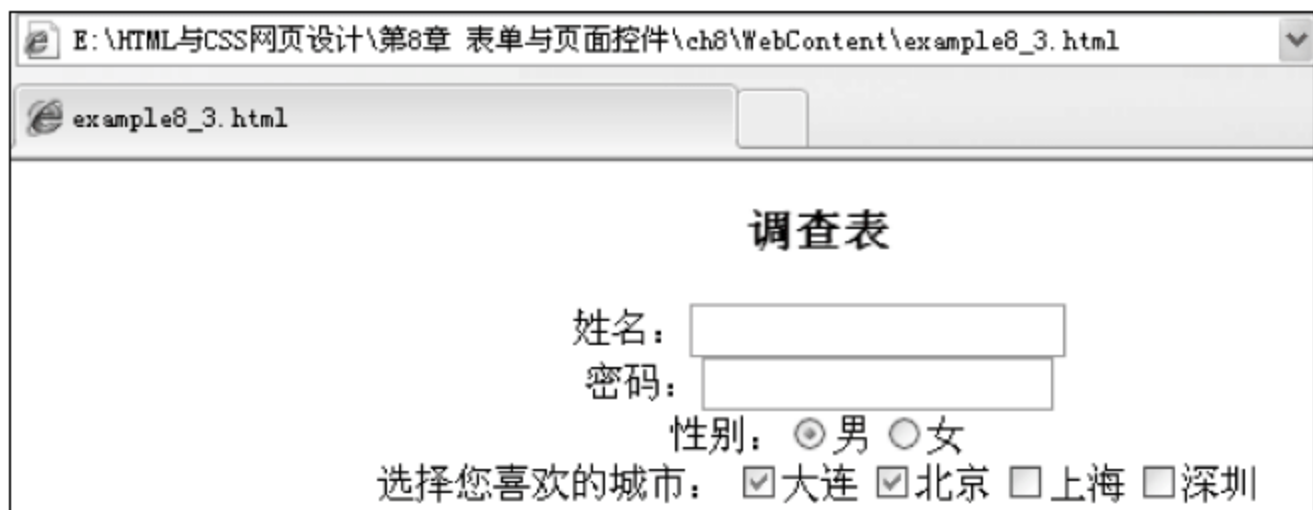 E:\HTML与CSS网页设计\第8章 表单与页面控件\ch8\WebContent\example8_3.html
example8_3.html
调查表
姓名：
密码：
性别： 男 女
选择您喜欢的城市： 大连 北京 上海 深圳